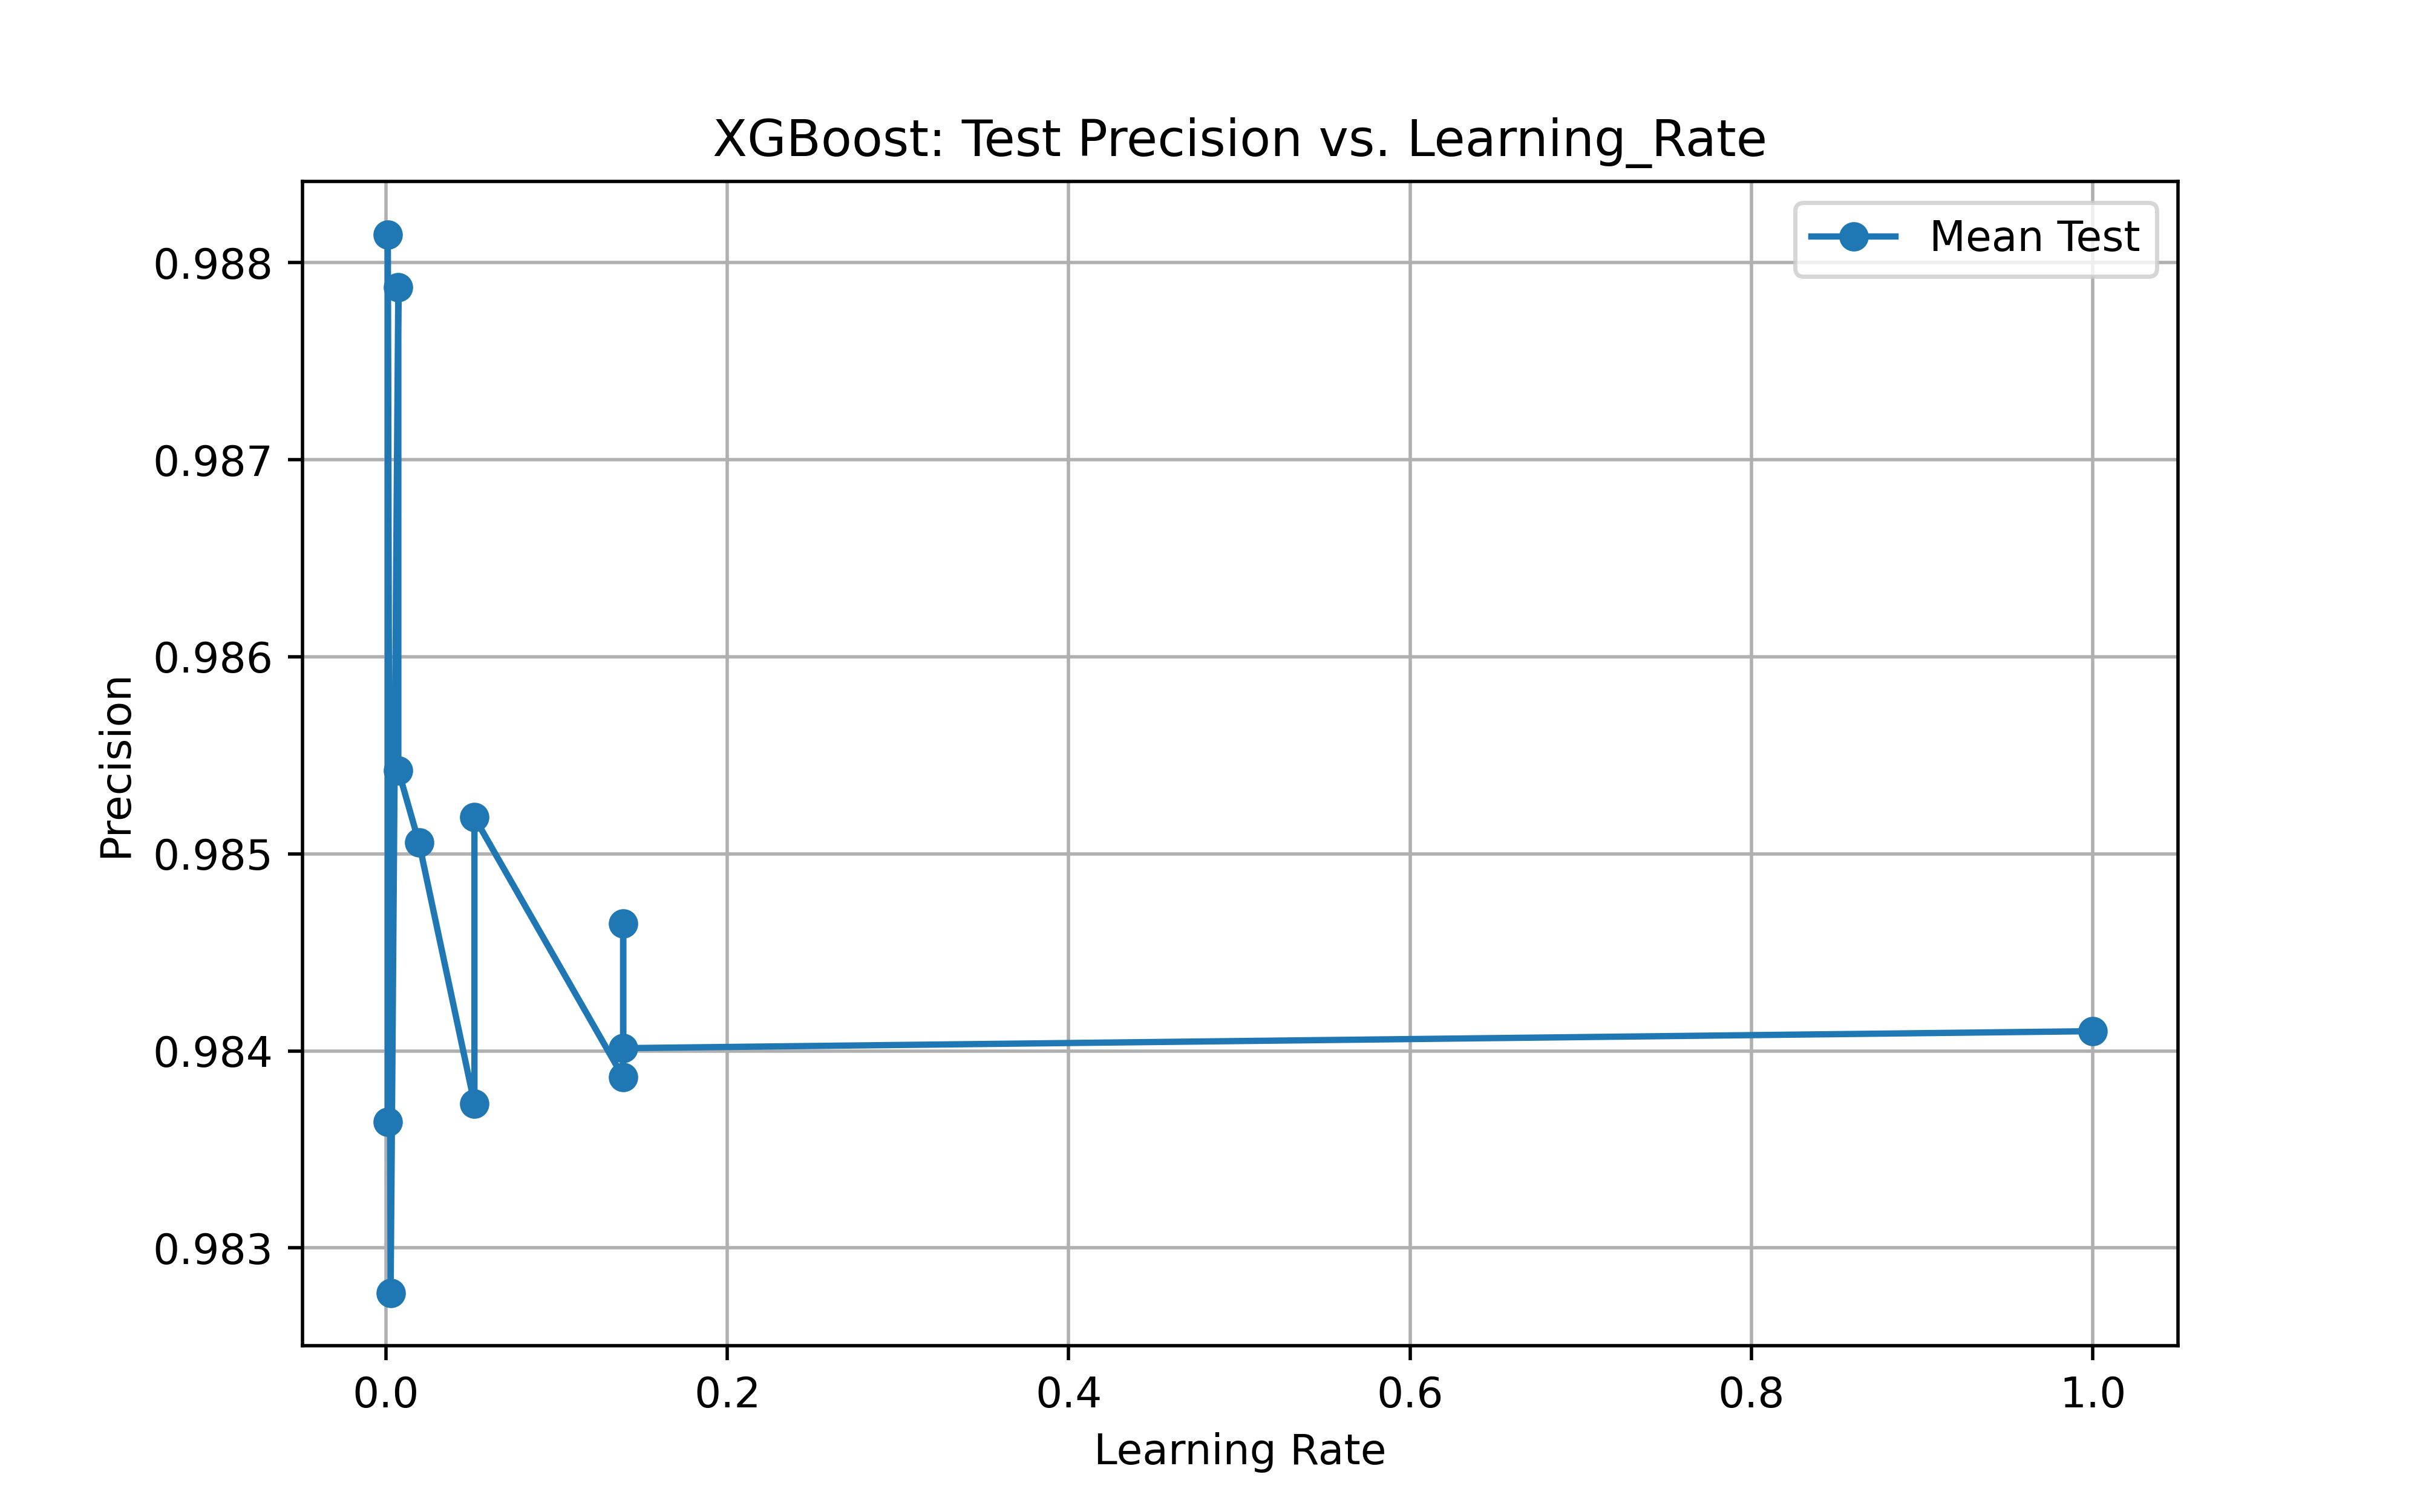 XGBoost: Test Precision vs. Learning_Rate
Mean Test
Precision
0.988
0.987
0.986
0.985
0.984
0.983
0.0 0.2 0.4 0.6 0.8 1.0
Learning Rate